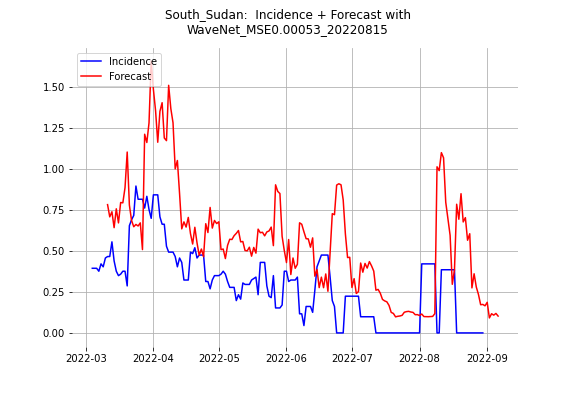 South_Sudan: Incidence + Forecast with
WaveNet_MSE0.00053_20220815
Incidence
Forecast
1.50
1.25
1.00
0.75
0.50
0.25
0.00
2022-03 2022-04 2022-05 2022-06 2022-07 2022-08 2022-09